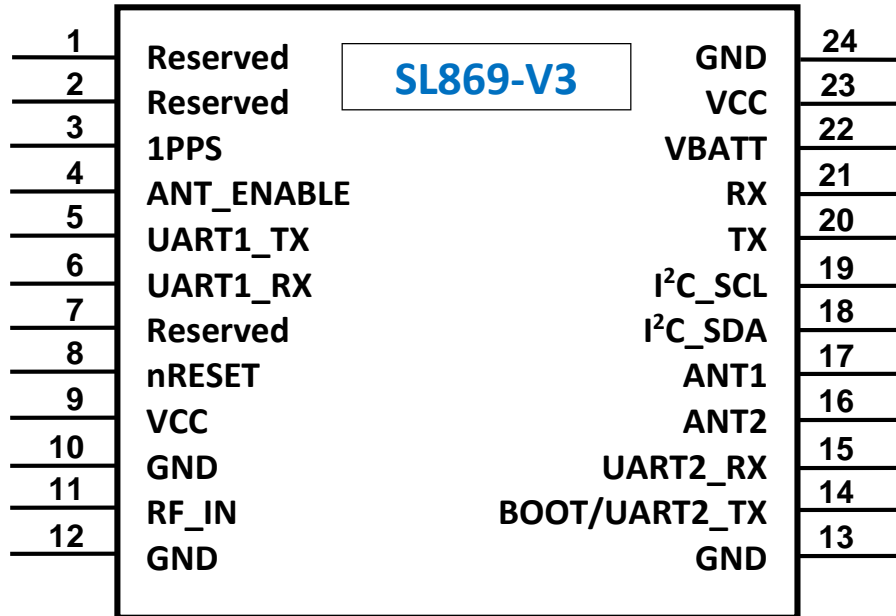 SL869-V3
1 Reserved
2 Reserved
3 1PPS
4 ANT_ENABLE
5 UART1_TX
6 UART1_RX
7 Reserved
8 nRESET
9 VCC
10 GND
11 RF_IN
12 GND
GND 24
VCC 23
VBATT 22
RX 21
TX 20
I²C_SCL 19
I²C_SDA 18
ANT1 17
ANT2 16
UART2_RX 15
BOOT/UART2_TX 14
GND 13